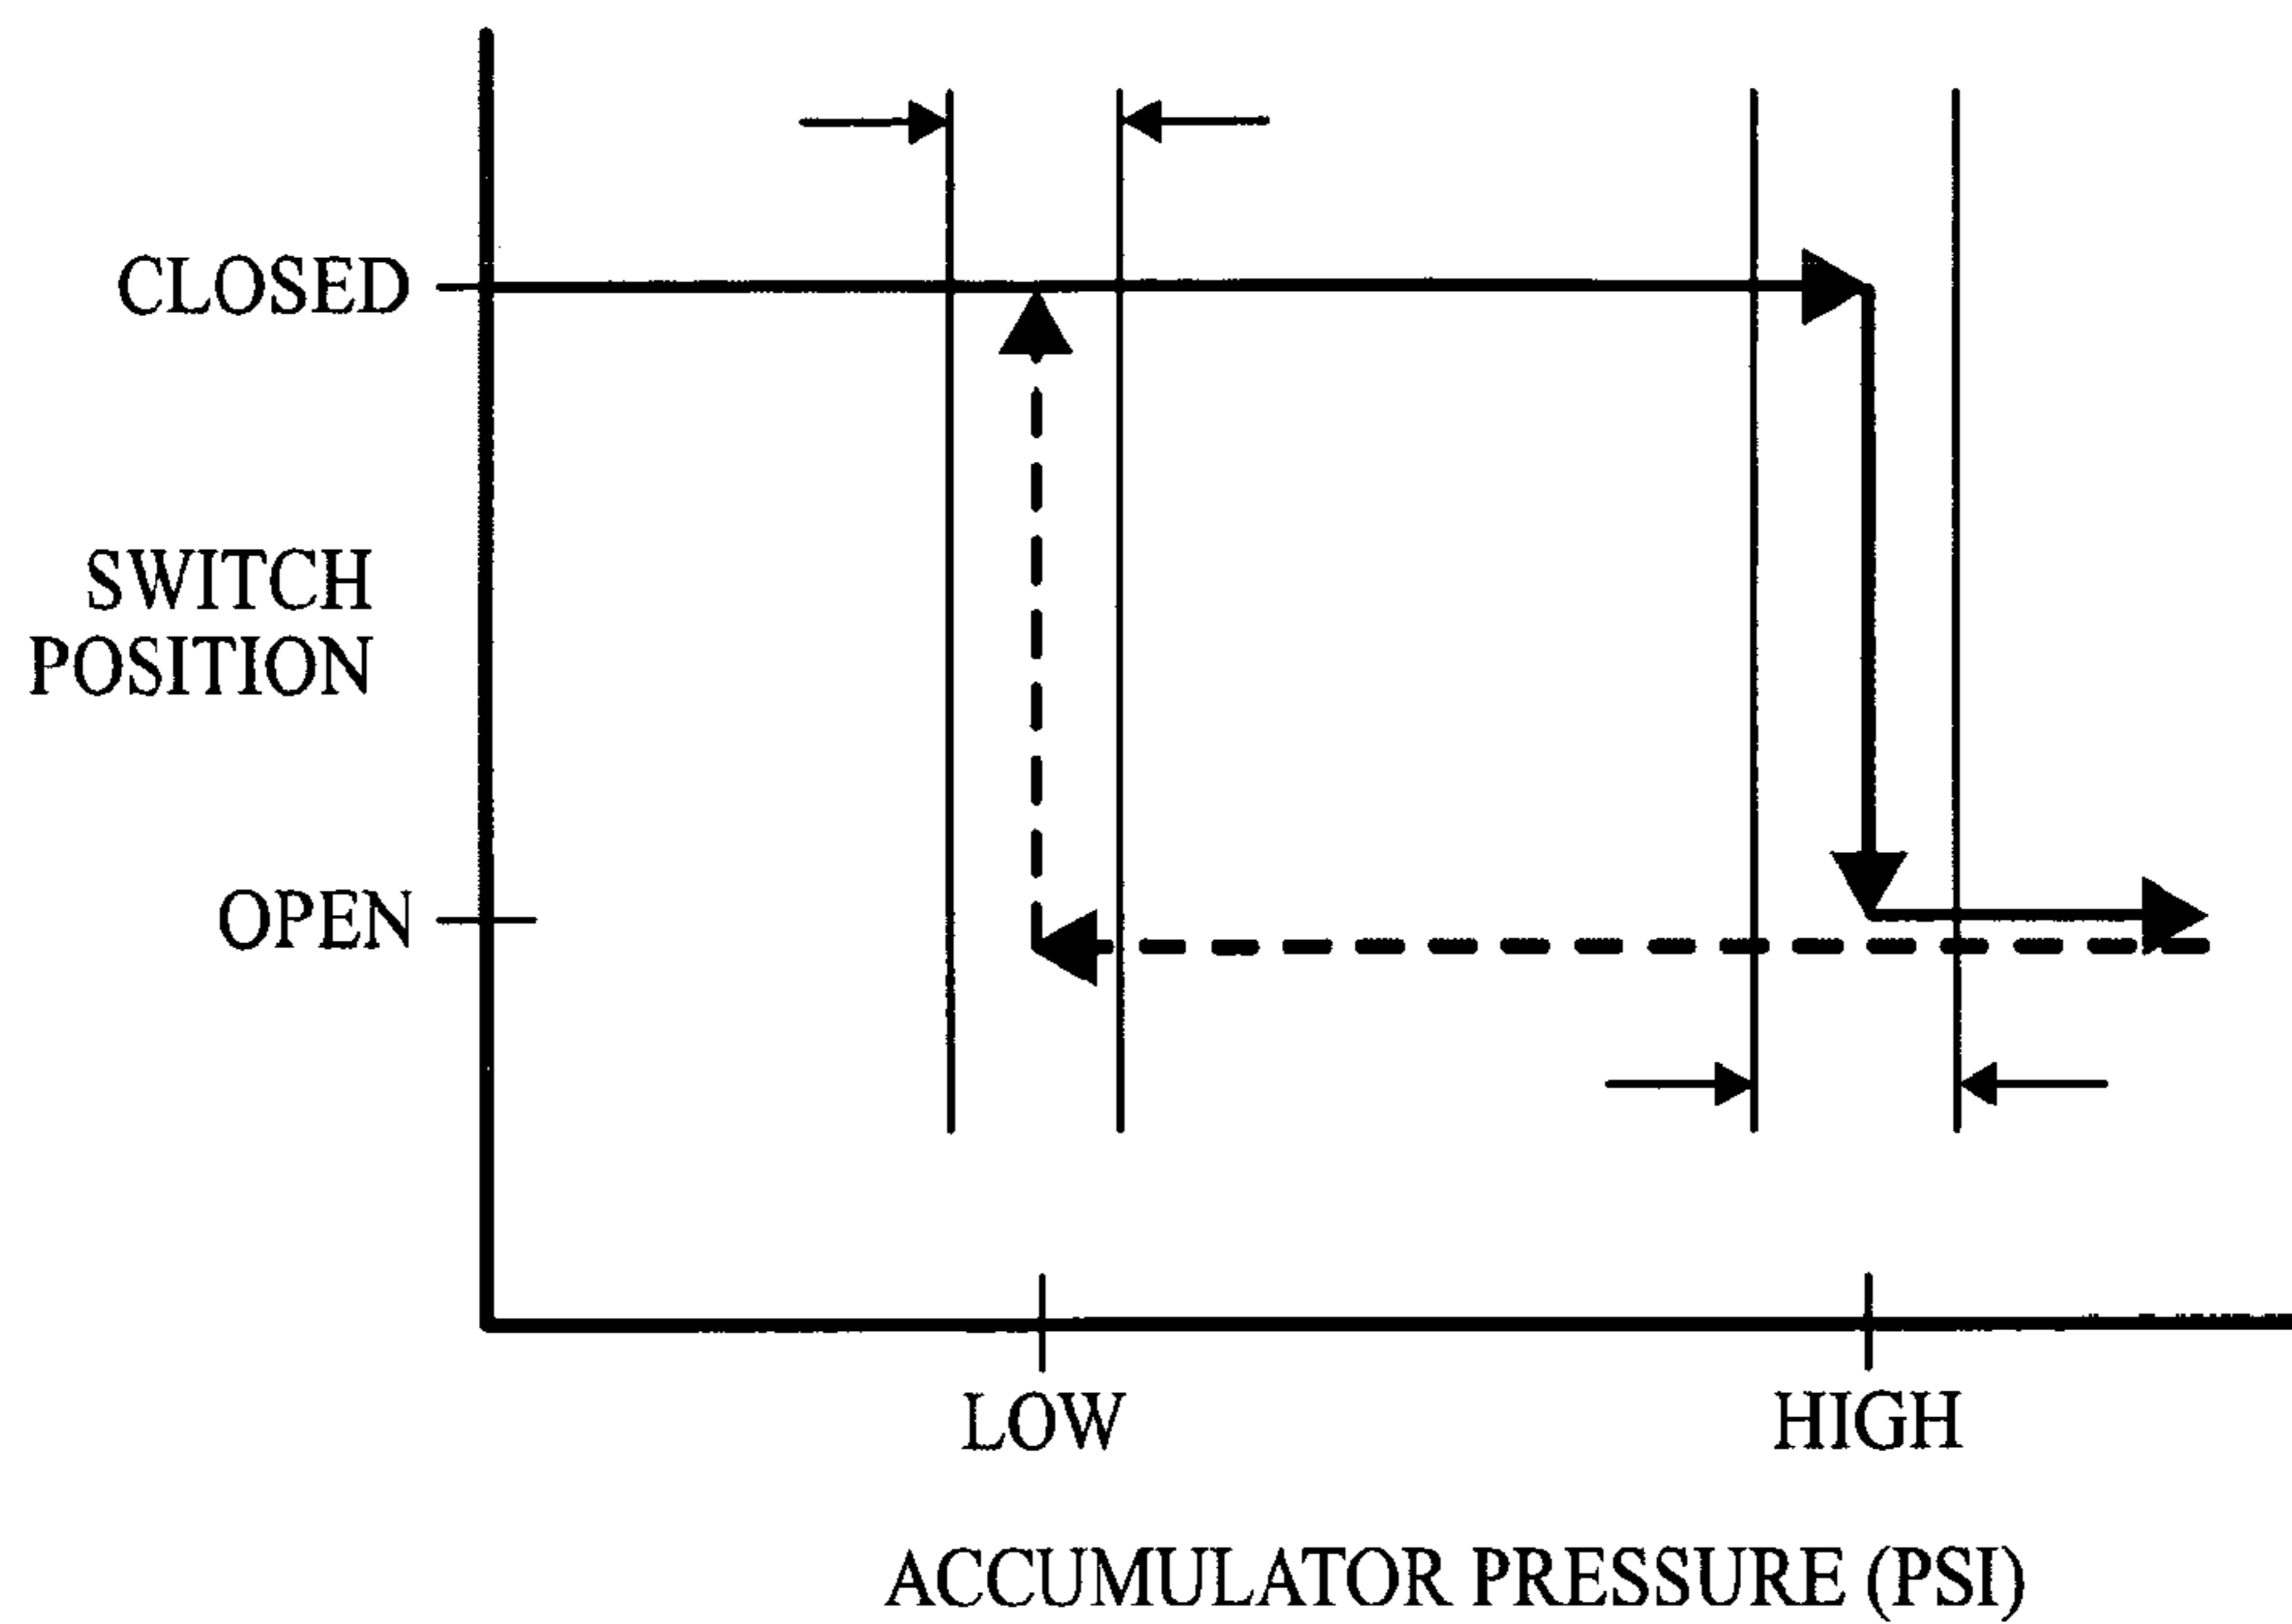 CLOSED
SWITCH
POSITION
OPEN
LOW
HIGH
ACCUMULATOR PRESSURE (PSI)